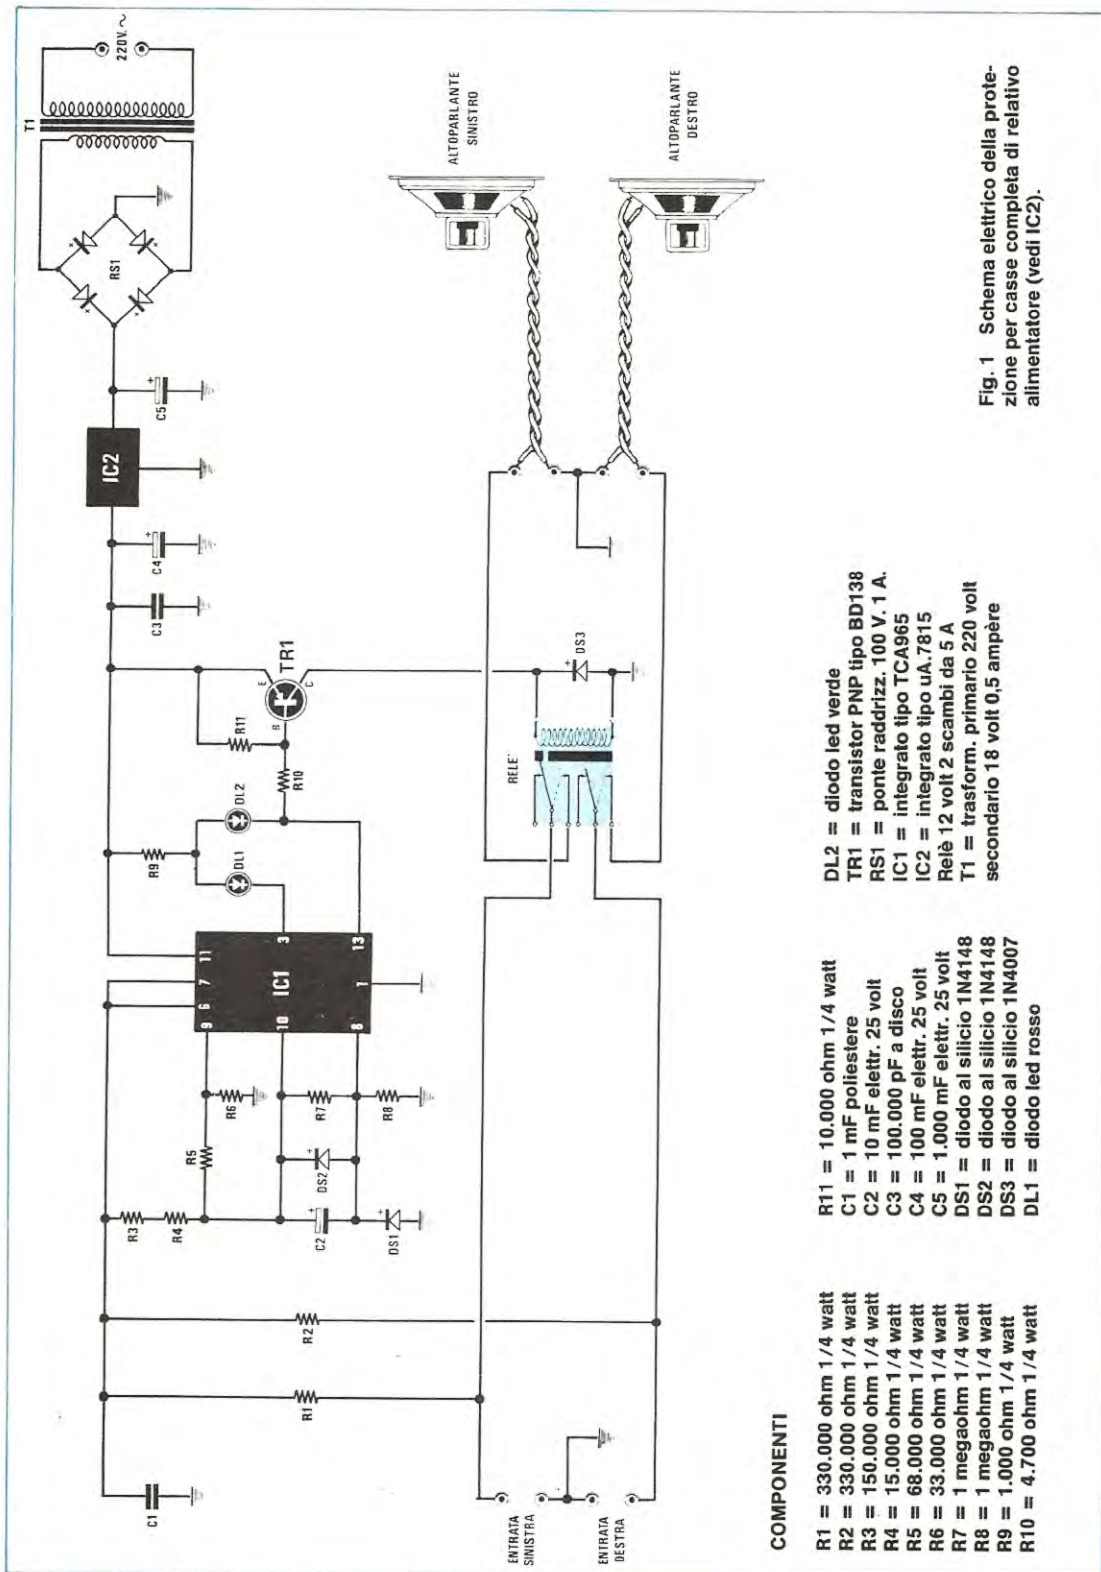 T1
220V.∿
RS1
C5
IC2
C4
C3
E
TR1
C
B
R11
R10
DL2
DL1
R9
11
7
6
9
3
10
IC1
13
8
1
R6
R5
R7
R8
DS2
R3
R4
C2
DS1
R2
R1
C1
RELE'
DS3
ALTOPARLANTE
SINISTRO
ALTOPARLANTE
DESTRO
ENTRATA
SINISTRA
ENTRATA
DESTRA
COMPONENTI
R1 = 330.000 ohm 1/4 watt
R2 = 330.000 ohm 1/4 watt
R3 = 150.000 ohm 1/4 watt
R4 = 15.000 ohm 1/4 watt
R5 = 68.000 ohm 1/4 watt
R6 = 33.000 ohm 1/4 watt
R7 = 1 megaohm 1/4 watt
R8 = 1 megaohm 1/4 watt
R9 = 1.000 ohm 1/4 watt
R10 = 4.700 ohm 1/4 watt
R11 = 10.000 ohm 1/4 watt
C1 = 1 mF poliestere
C2 = 10 mF elettr. 25 volt
C3 = 100.000 pF a disco
C4 = 100 mF elettr. 25 volt
C5 = 1.000 mF elettr. 25 volt
DS1 = diodo al silicio 1N4148
DS2 = diodo al silicio 1N4148
DS3 = diodo al silicio 1N4007
DL1 = diodo led rosso
DL2 = diodo led verde
TR1 = transistor PNP tipo BD138
RS1 = ponte raddrizz. 100 V. 1 A.
IC1 = integrato tipo TCA965
IC2 = integrato tipo uA.7815
Relè 12 volt 2 scambi da 5 A
T1 = trasform. primario 220 volt
secondario 18 volt 0,5 ampère
Fig. 1 Schema elettrico della prote-
zione per casse completa di relativo
alimentatore (vedi IC2).